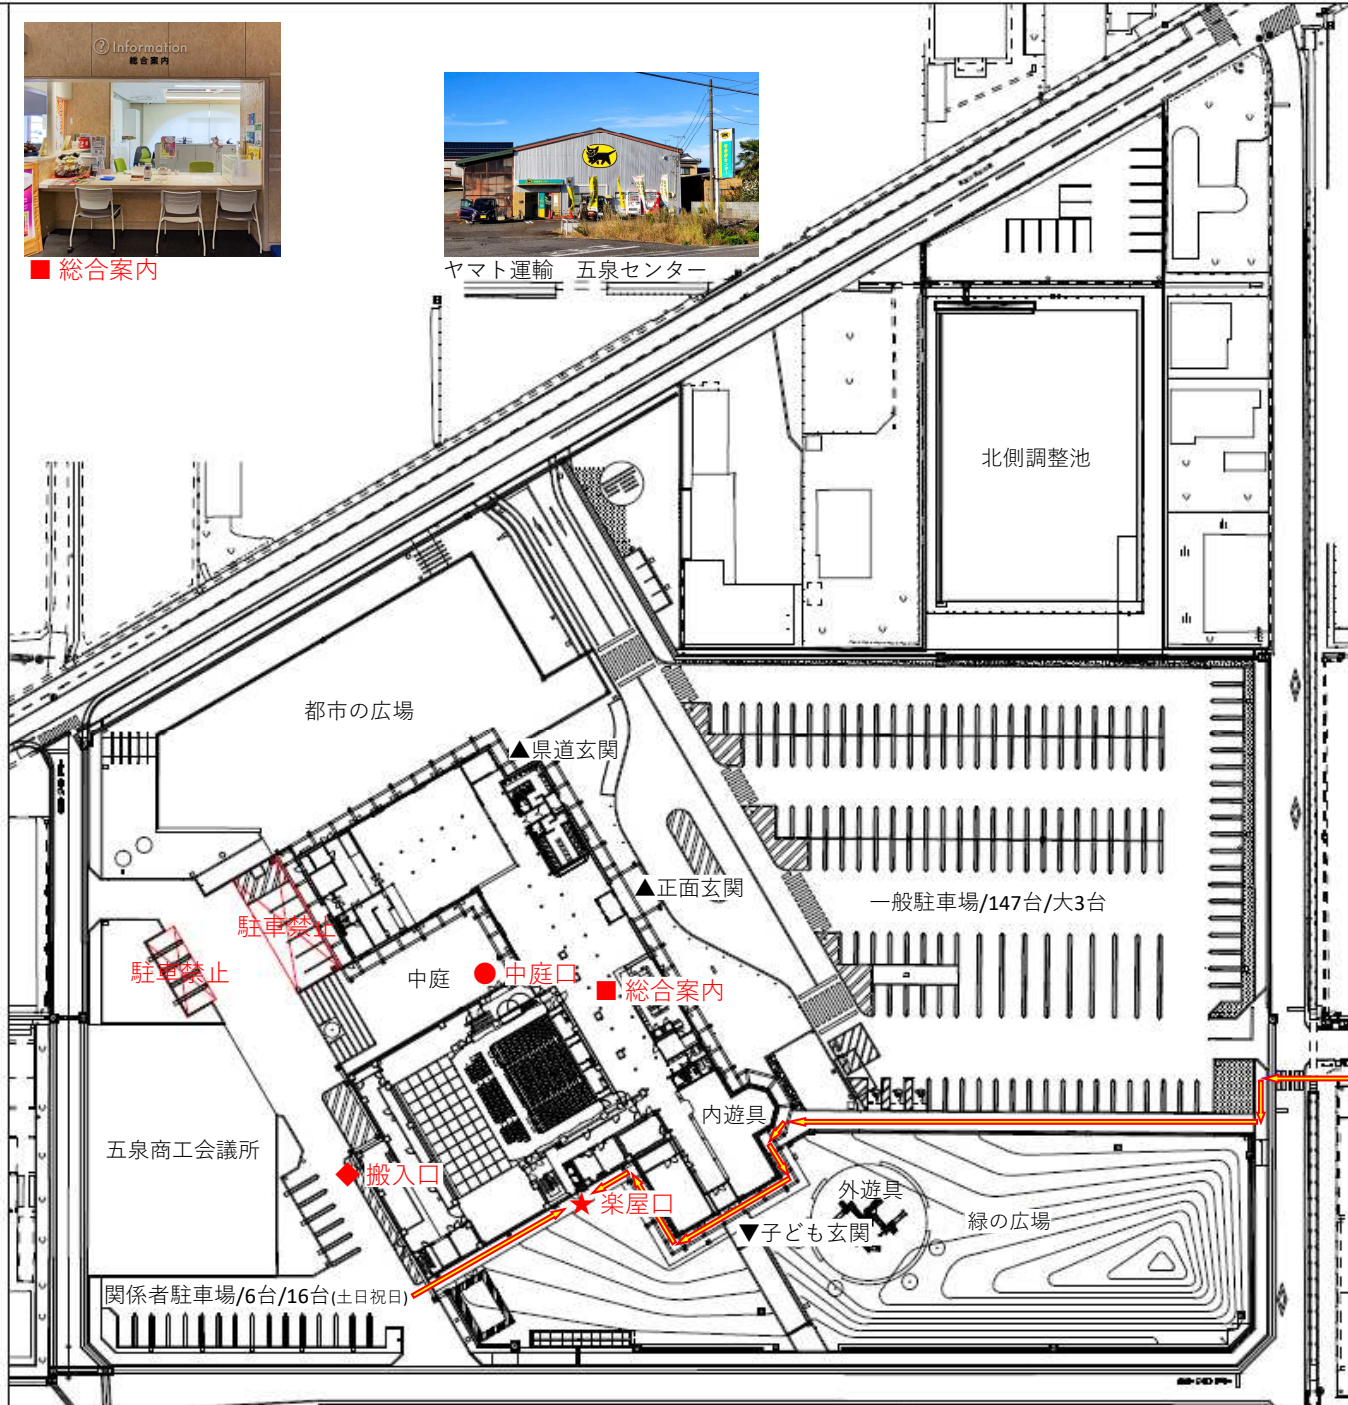 Information
総合案内
■ 総合案内
ヤマト運輸　五泉センター
北側調整池
都市の広場
▲県道玄関
▲正面玄関
一般駐車場/147台/大3台
駐車禁止
駐車禁止
中庭
●中庭口
■ 総合案内
内遊具
五泉商工会議所
◆搬入口
★楽屋口
外遊具
緑の広場
▼子ども玄関
関係者駐車場/6台/16台(土日祝日)